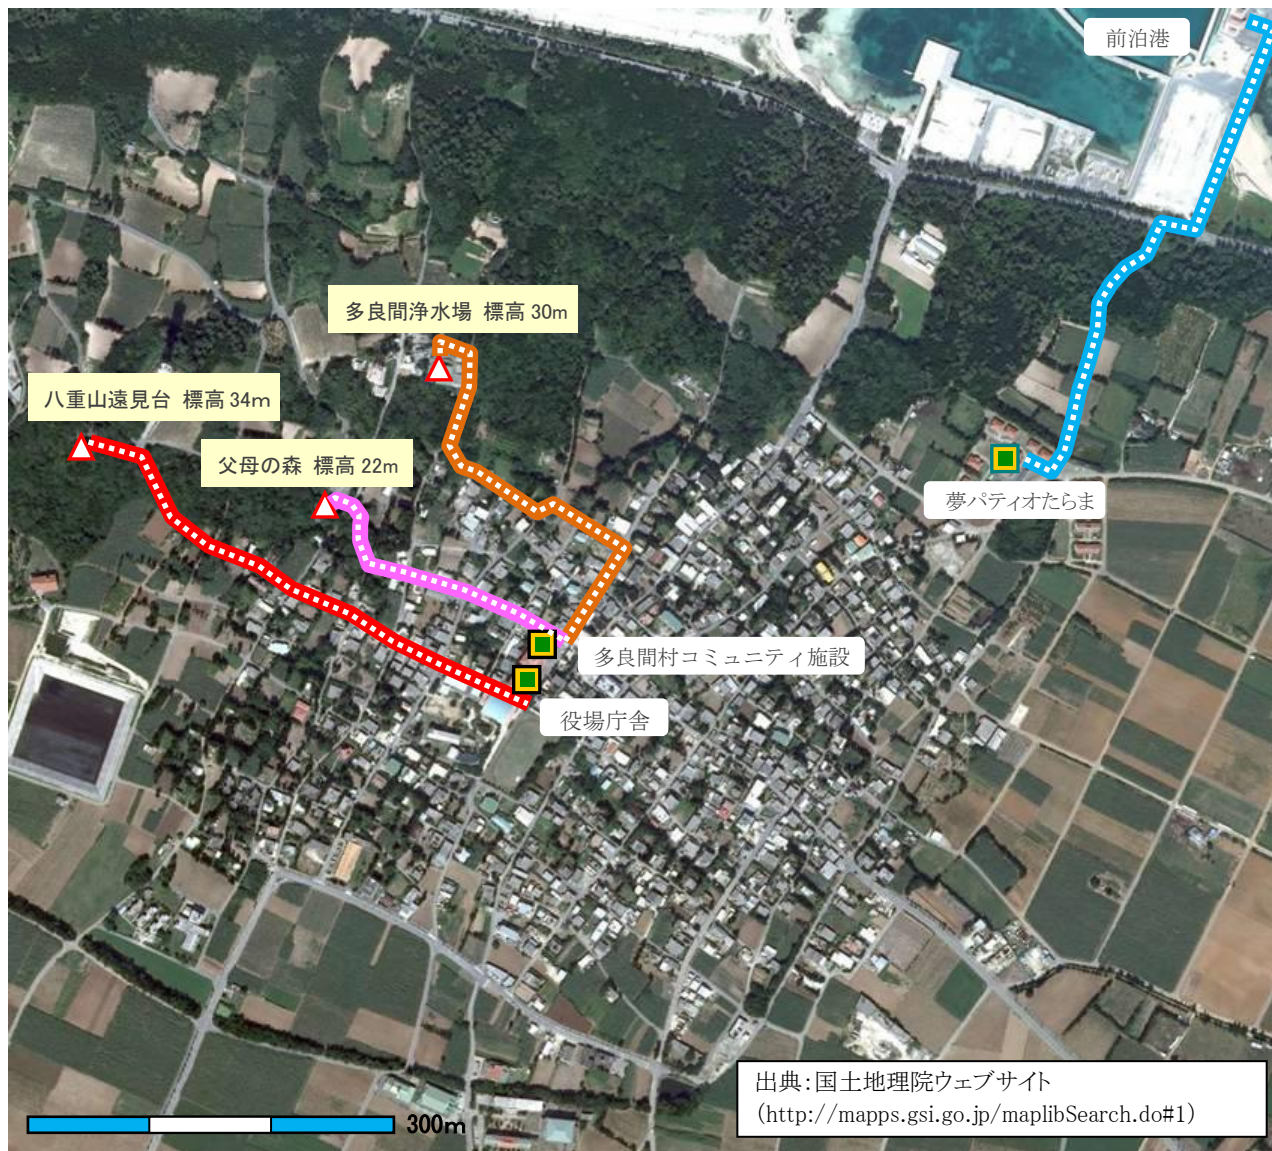 前泊港
多良間浄水場 標高 30m
八重山遠見台 標高 34m
父母の森 標高 22m
夢パティオたらま
多良間村コミュニティ施設
役場庁舎
出典:国土地理院ウェブサイト
(http://mapps.gsi.go.jp/maplibSearch.do#1)
300m